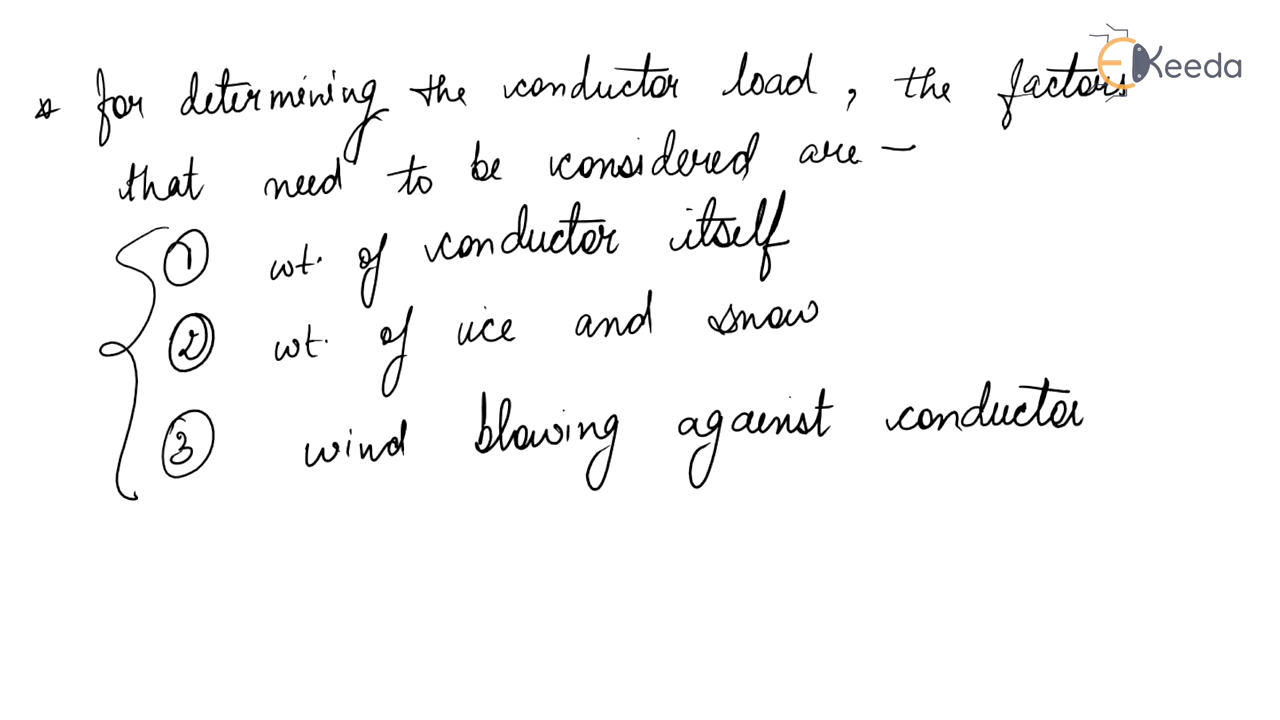 * for determining the conductor load, the factors
that need to be considered are -
① wt. of conductor itself
② wt. of ice and snow
③ wind blowing against conductor
EKeeda